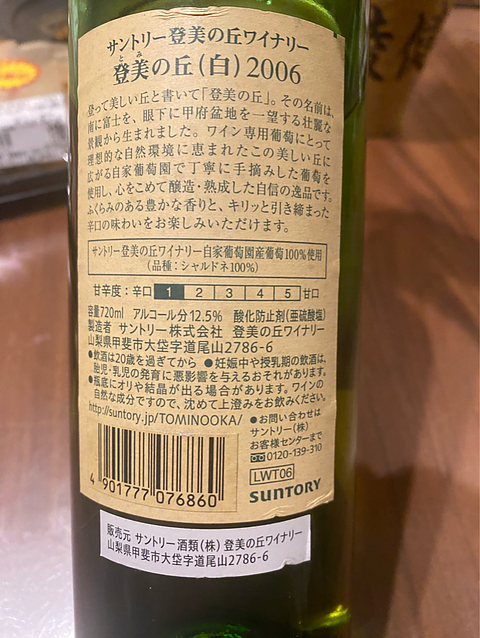 サントリー登美の丘ワイナリー
とみ
登美の丘(白)2006
登って美しい丘と書いて「登美の丘」。その名前は、
南に富士を、眼下に甲府盆地を一望する壮麗な
景観から生まれました。ワイン専用葡萄にとって
理想的な自然環境に恵まれたこの美しい丘に
広がる自家葡萄園で丁寧に手摘みした葡萄を
使用し、心をこめて醸造・熟成した自信の逸品です。
ふくらみのある豊かな香りと、キリッと引き締まった
辛口の味わいをお楽しみいただけます。
サントリー登美の丘ワイナリー自家葡萄園産葡萄100%使用
(品種:シャルドネ100%)
甘辛度:辛口 1 2 3 4 5 甘口
容量720ml アルコール分12.5% 酸化防止剤(亜硫酸塩)
製造者 サントリー株式会社 登美の丘ワイナリー
山梨県甲斐市大垈字道尾山2786-6
●飲酒は20歳を過ぎてから ●妊娠中や授乳期の飲酒は、
胎児・乳児の発育に悪影響を与えるおそれがあります。
●瓶底にオリや結晶が出る場合がありますが、ワインの
自然な成分ですので、沈めて上澄みをお飲みください。
http://suntory.jp/TOMINOOKA/
●お問い合わせは
サントリー(株)
お客様センターまで
0120-139-310
LWT06
SUNTORY
4 901777 076860
販売元 サントリー酒類(株) 登美の丘ワイナリー
山梨県甲斐市大垈字道尾山2786-6